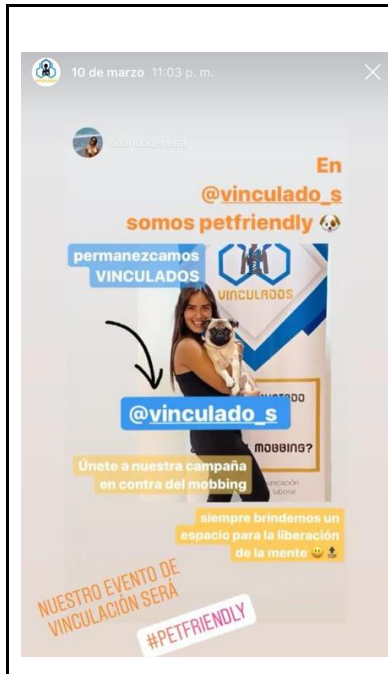 10 de marzo 11:03 p. m.
En
@vinculado_s
somos petfriendly 🐶
permanezcamos
VINCULADOS
VINCULADOS
@vinculado_s
MOBBING?
Únete a nuestra campaña
en contra del mobbing
laboral
siempre brindemos un
espacio para la liberación
de la mente 😀 🔝
NUESTRO EVENTO DE
VINCULACIÓN SERÁ
#PETFRIENDLY